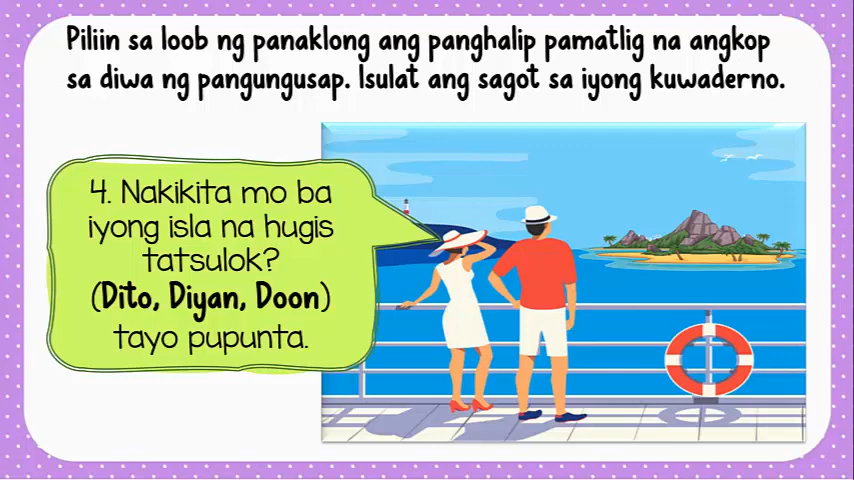 Piliin sa loob ng panaklong ang panghalip pamatlig na angkop
sa diwa ng pangungusap. Isulat ang sagot sa iyong kuwaderno.
4. Nakikita mo ba
iyong isla na hugis
tatsulok?
(Dito, Diyan, Doon)
tayo pupunta.